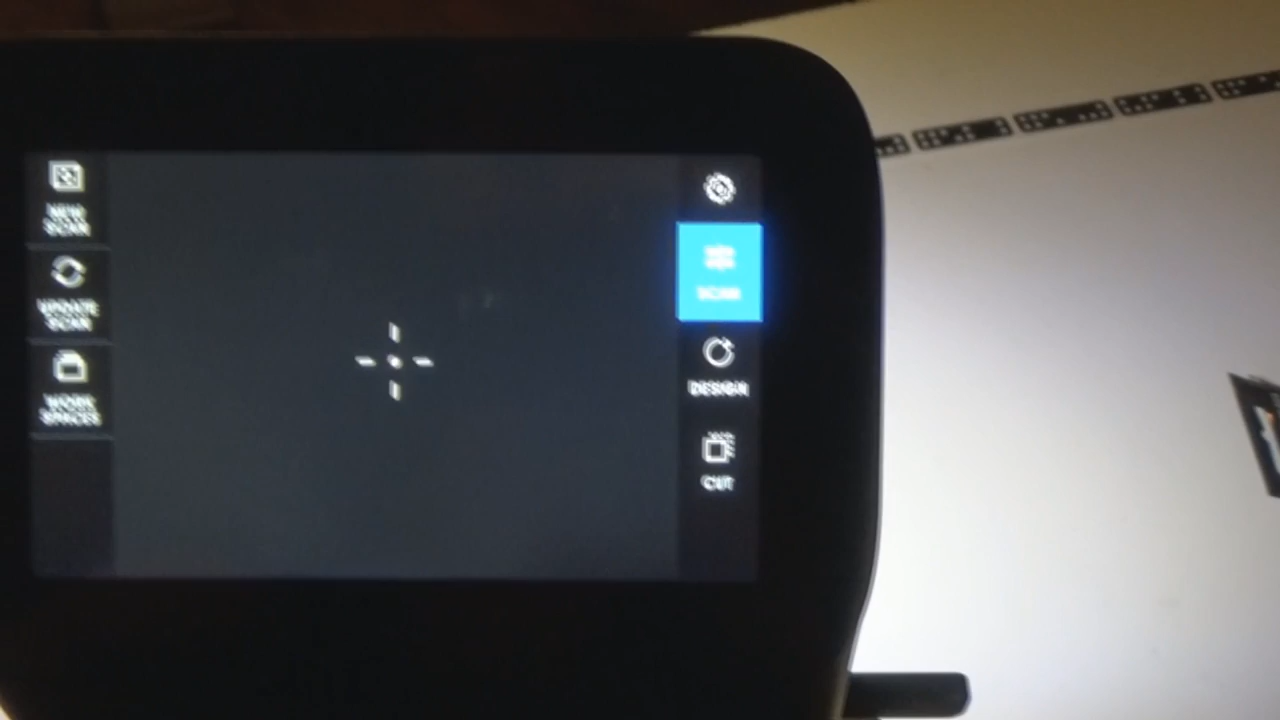 NEW
SCAN
UPDATE
SCAN
WORK
SPACES
SCAN
DESIGN
CUT